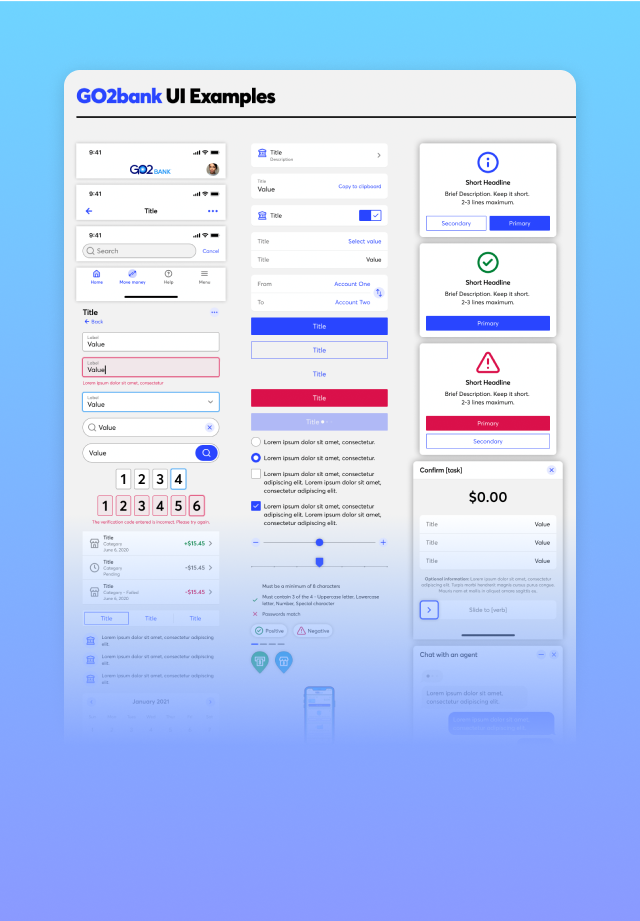 GO2bank UI Examples
9:41
GO2BANK
9:41
Title
9:41
Search
Cancel
Home
Move money
Help
Menu
Title
Back
Label
Value
Label
Value
Lorem ipsum dolor sit amet, consectetur
Label
Value
Value
Value
1 2 3 4
1 2 3 4 5 6
The verification code entered is incorrect. Please try again.
Title
Category
June 6, 2020
+$15.45
Title
Category
Pending
-$15.45
Title
Category - Failed
June 6, 2020
-$15.45
Title
Title
Title
Lorem ipsum dolor sit amet, consectetur adipiscing
elit.
Lorem ipsum dolor sit amet, consectetur adipiscing
elit.
Lorem ipsum dolor sit amet, consectetur adipiscing
elit.
January 2021
Title
Description
Title
Value
Copy to clipboard
Title
Title
Select value
Title
Value
From
Account One
To
Account Two
Title
Title
Title
Title
Title
Lorem ipsum dolor sit amet, consectetur.
Lorem ipsum dolor sit amet, consectetur.
Lorem ipsum dolor sit amet, consectetur
adipiscing elit. Lorem ipsum dolor sit amet,
consectetur adipiscing elit.
Lorem ipsum dolor sit amet, consectetur
adipiscing elit. Lorem ipsum dolor sit amet,
consectetur adipiscing elit.
Must be a minimum of 8 characters
Must contain 3 of the 4 - Uppercase letter, Lowercase
letter, Number, Special character
Passwords match
Positive
Negative
Short Headline
Brief Description. Keep it short.
2-3 lines maximum.
Secondary
Primary
Short Headline
Brief Description. Keep it short.
2-3 lines maximum.
Primary
Short Headline
Brief Description. Keep it short.
2-3 lines maximum.
Primary
Secondary
Confirm [task]
$0.00
Title
Value
Title
Value
Title
Value
Optional information: Lorem ipsum dolor sit amet, consectetur
adipiscing elit. Turpis morbi hendrerit magnis cursus purus congue.
Mauris nam at mattis in aliquet ornare sagittis eu.
Slide to [verb]
Chat with an agent
Lorem ipsum dolor sit amet,
consectetur adipiscing elit.
Lorem ipsum dolor sit amet,
consectetur adipiscing elit.